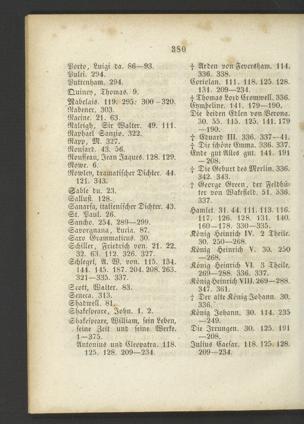 380
Porto, Luigi da. 86—93.
Pulci. 294.
Puttenham. 294.
Quiney, Thomas. 9.
Rabelais. 119. 295. 300—320.
Rabener. 303.
Racine. 21. 63.
Raleigh, Sir Walter. 49. 111.
Raphael Sanzio. 322.
Rapp, M. 327.
Ronsard. 43. 56.
Rousseau, Jean Jaques. 128. 129.
Rowe. 6.
Rowley, dramatischer Dichter. 44.
121. 343.
Sable du. 23.
Sallust. 128.
Sanazía, italienischer Dichter. 43.
St. Paul. 26.
Sancho. 254. 289—299.
Savorgnana, Lucia. 87.
Saxo Grammaticus. 30.
Schiller, Friedrich von. 21. 22.
32. 63. 112. 326. 327.
Schlegel, A. W. von. 115. 134.
144. 145. 187. 204. 208. 263.
321—335. 337.
Scott, Walter. 83.
Seneca. 313.
Shadwell. 81.
Shakespeare, John. 1. 2.
Shakespeare, William, sein Leben,
seine Zeit und seine Werke.
1—375.
Antonius und Cleopatra. 118.
125. 128. 209—234.
† Arden von Feversham. 114.
336. 338.
Coriolan. 111. 118. 125. 128.
131. 209—234.
† Thomas Lord Cromwell. 336.
Cymbeline. 141. 179—190.
Die beiden Edlen von Verona.
30. 55. 115. 125. 141. 179
—190.
† Eduard III. 336. 337—41.
† Die schöne Emma. 336. 337.
Ende gut Alles gut. 141. 191
—208.
† Die Geburt des Merlin. 336.
342. 343.
† George Green, der Feldhü-
ter von Wakefield. 51. 336.
337.
Hamlet. 31. 44. 111. 113. 116.
117. 126. 128. 131. 140.
160—178. 330—335.
König Heinrich IV. 2 Theile.
30. 250—268.
König Heinrich V. 30. 250
—268.
König Heinrich VI. 3 Theile.
269—288. 336. 337.
König Heinrich VIII. 269—288.
347. 361.
† Der alte König Johann. 30.
336.
König Johann. 30. 114. 235
—249.
Die Irrungen. 30. 125. 191
—208.
Julius Caesar. 118. 125. 128.
209—234.